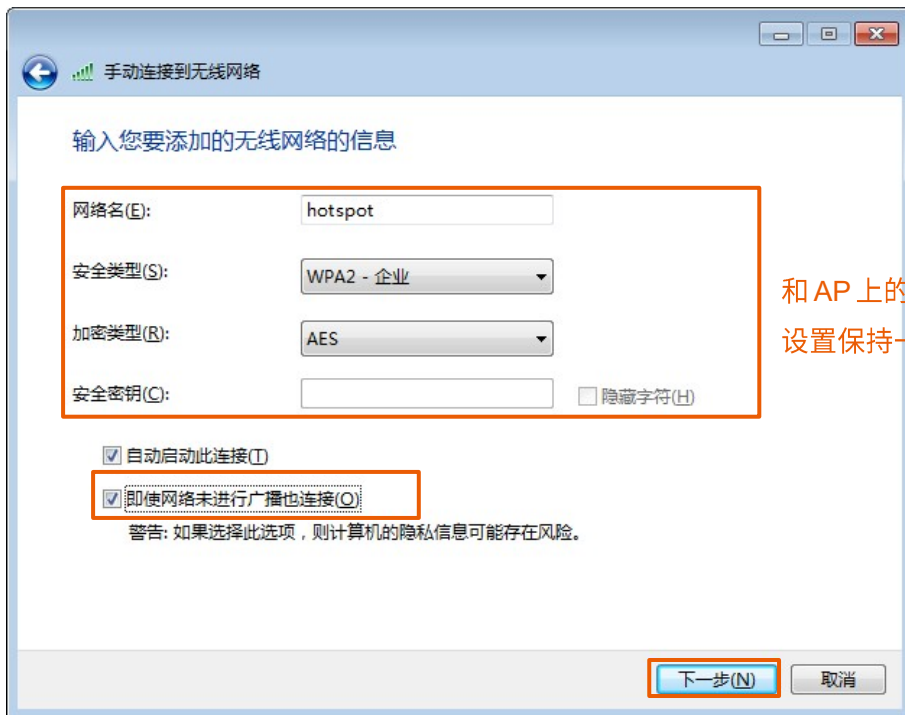 手动连接到无线网络
输入您要添加的无线网络的信息
网络名(E):
hotspot
安全类型(S):
WPA2 - 企业
加密类型(R):
AES
安全密钥(C):
隐藏字符(H)
和AP上的
设置保持一
自动启动此连接(T)
即使网络未进行广播也连接(O)
警告: 如果选择此选项，则计算机的隐私信息可能存在风险。
下一步(N)
取消